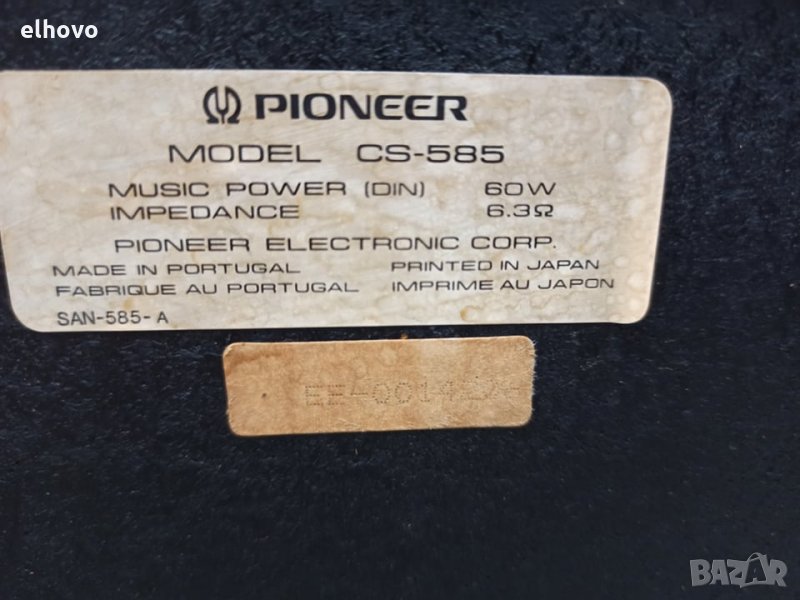 elhovo
PIONEER
MODEL CS-585
MUSIC POWER (DIN) 60W
IMPEDANCE 6.3Ω
PIONEER ELECTRONIC CORP.
MADE IN PORTUGAL PRINTED IN JAPAN
FABRIQUE AU PORTUGAL IMPRIME AU JAPON
SAN-585-A
BAZAR